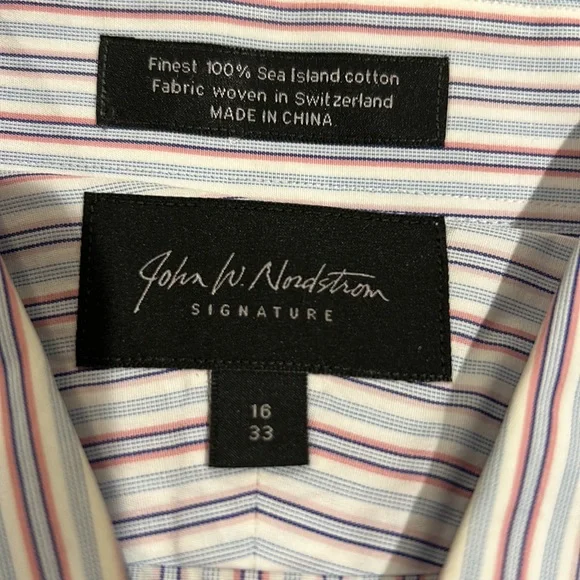 Finest 100% Sea Island cotton
Fabric woven in Switzerland
MADE IN CHINA
John W Nordstrom
SIGNATURE
16
33